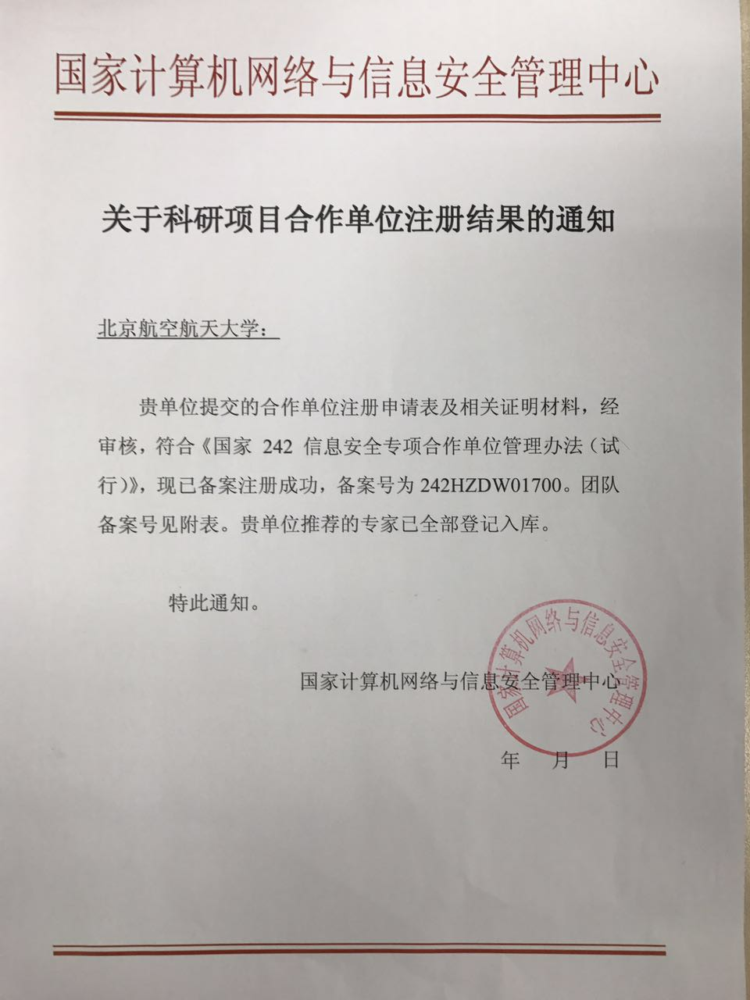 国家计算机网络与信息安全管理中心
关于科研项目合作单位注册结果的通知
北京航空航天大学：
贵单位提交的合作单位注册申请表及相关证明材料，经
审核，符合《国家 242 信息安全专项合作单位管理办法（试
行）》，现已备案注册成功，备案号为 242HZDW01700。团队
备案号见附表。贵单位推荐的专家已全部登记入库。
特此通知。
国家计算机网络与信息安全管理中心
国家计算机网络与信息安全管理中心
年 月 日